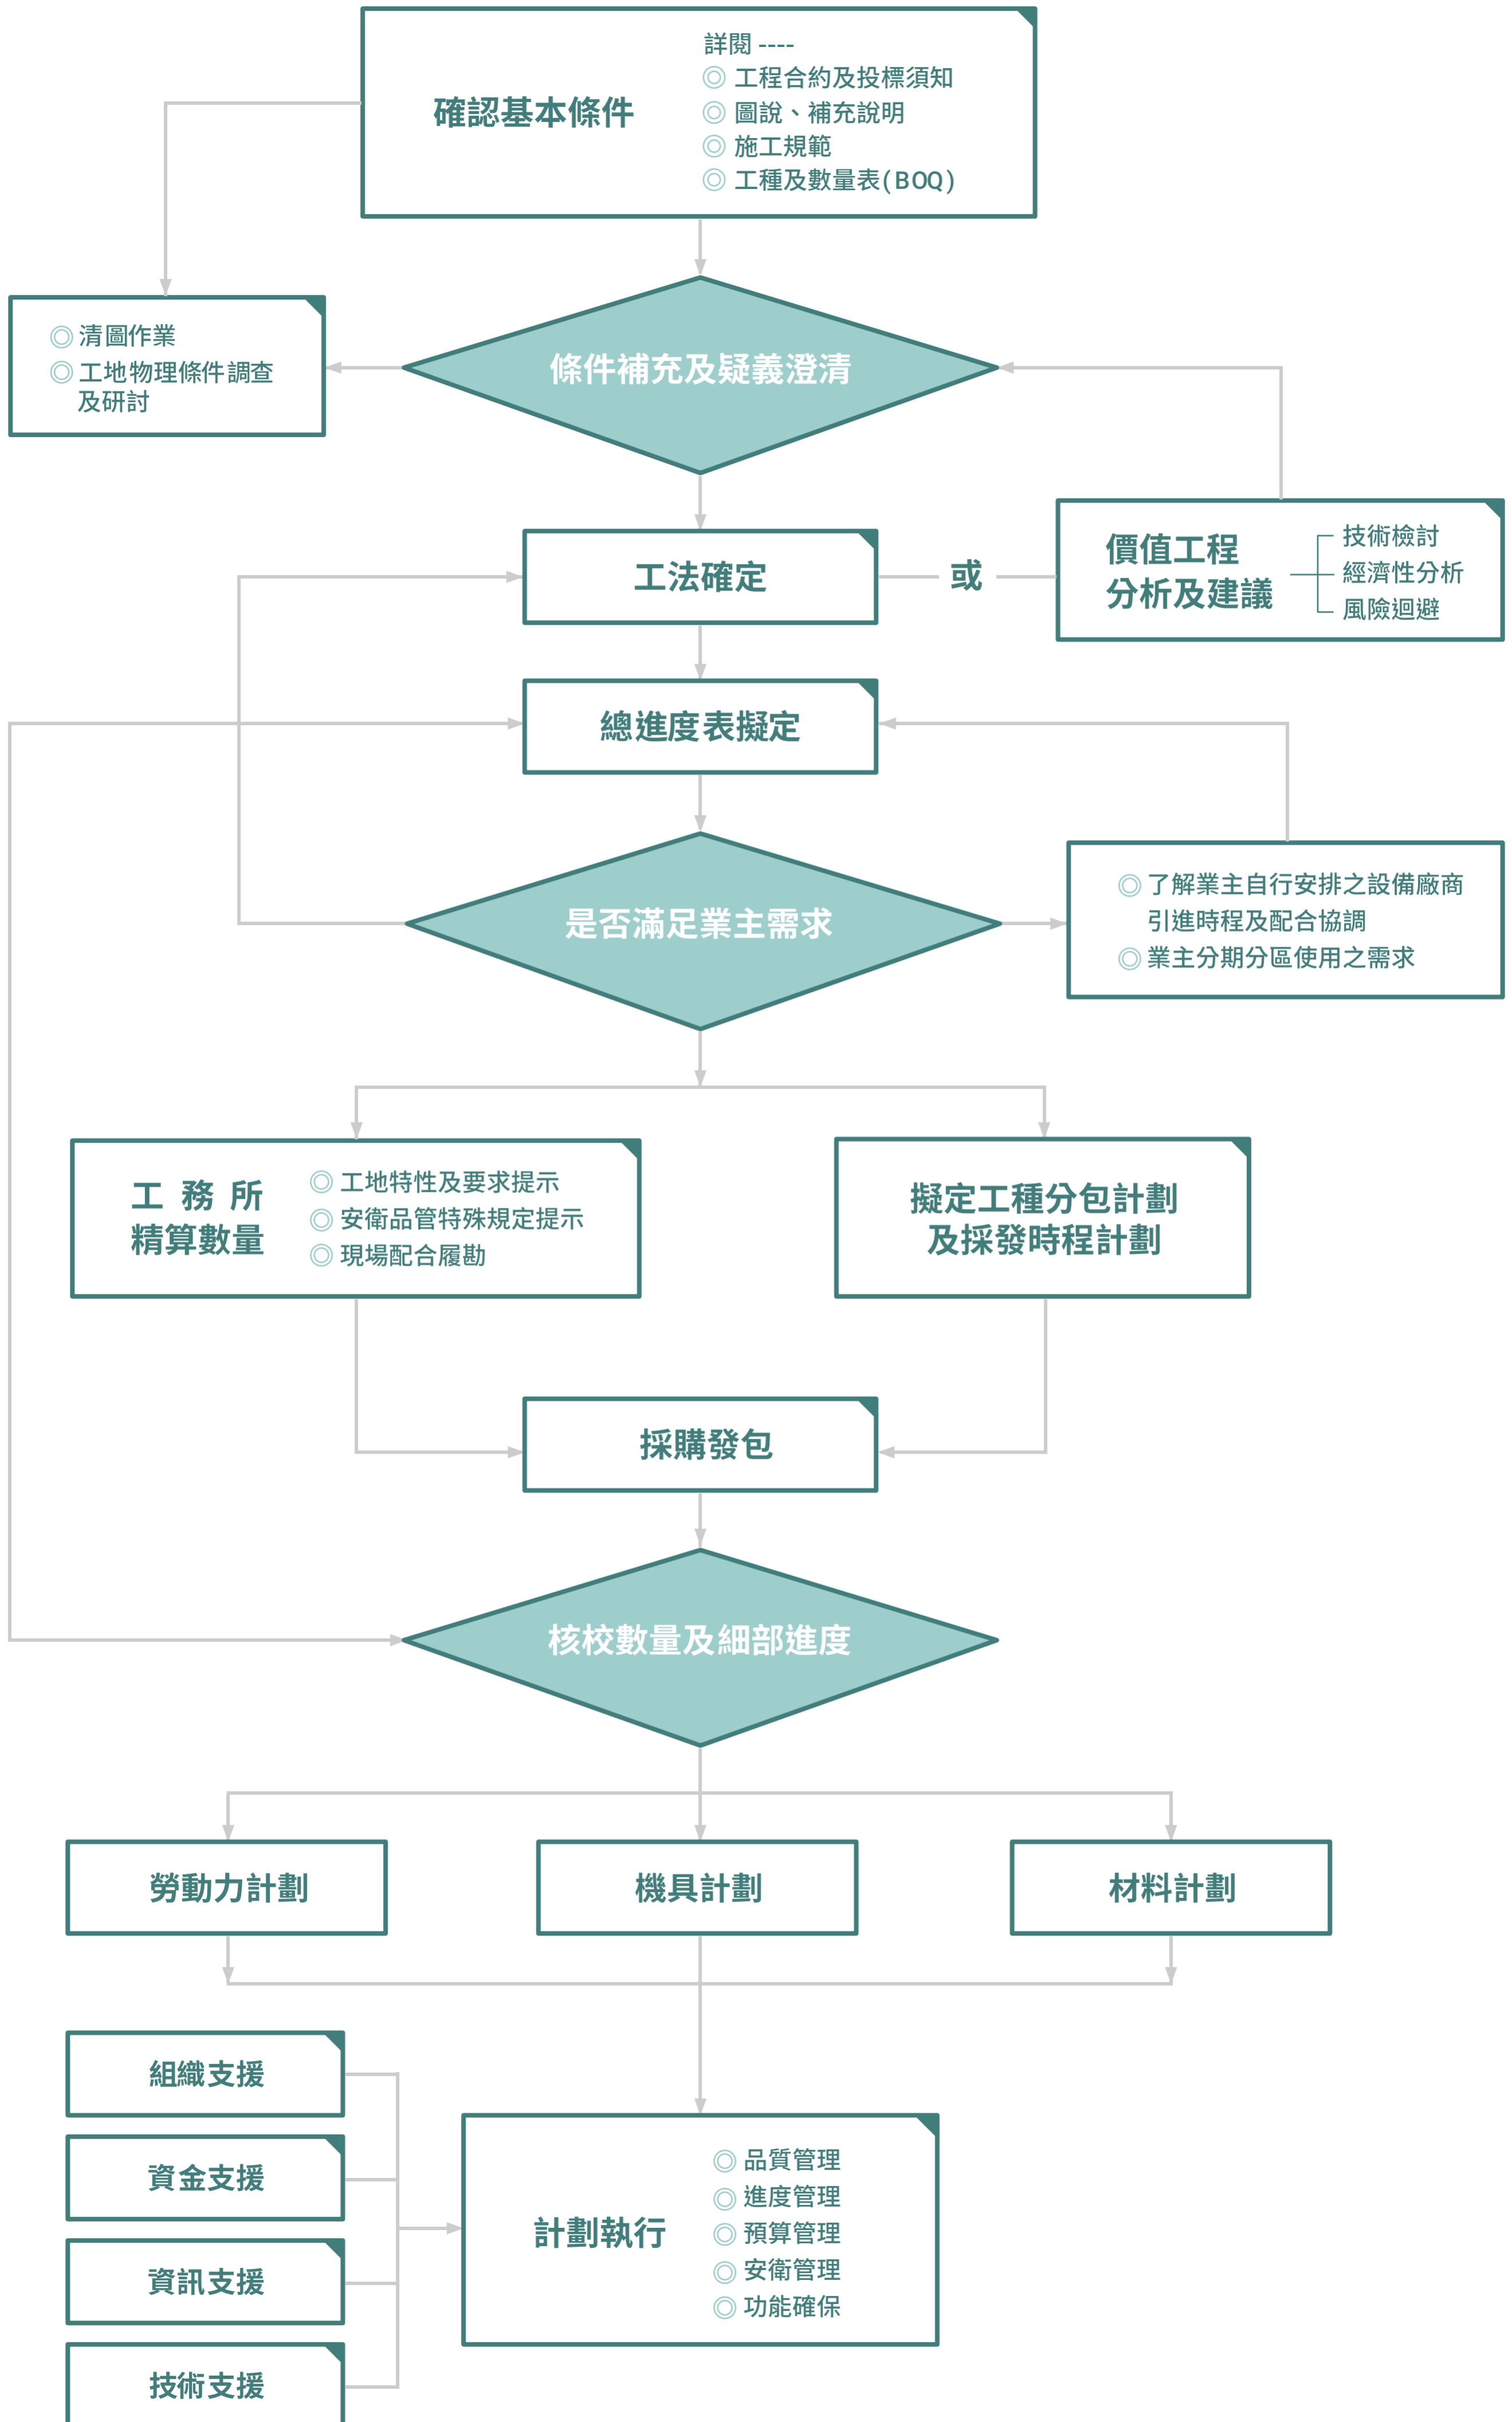 確認基本條件
詳閱 ----
◎ 工程合約及投標須知
◎ 圖說、補充說明
◎ 施工規範
◎ 工種及數量表(BOQ)
◎ 清圖作業
◎ 工地物理條件調查
及研討
條件補充及疑義澄清
工法確定
或
價值工程
分析及建議
技術檢討
經濟性分析
風險迴避
總進度表擬定
是否滿足業主需求
◎ 了解業主自行安排之設備廠商
引進時程及配合協調
◎ 業主分期分區使用之需求
工 務 所
精算數量
◎ 工地特性及要求提示
◎ 安衛品管特殊規定提示
◎ 現場配合履勘
擬定工種分包計劃
及採發時程計劃
採購發包
核校數量及細部進度
勞動力計劃
機具計劃
材料計劃
組織支援
資金支援
資訊支援
技術支援
計劃執行
◎ 品質管理
◎ 進度管理
◎ 預算管理
◎ 安衛管理
◎ 功能確保